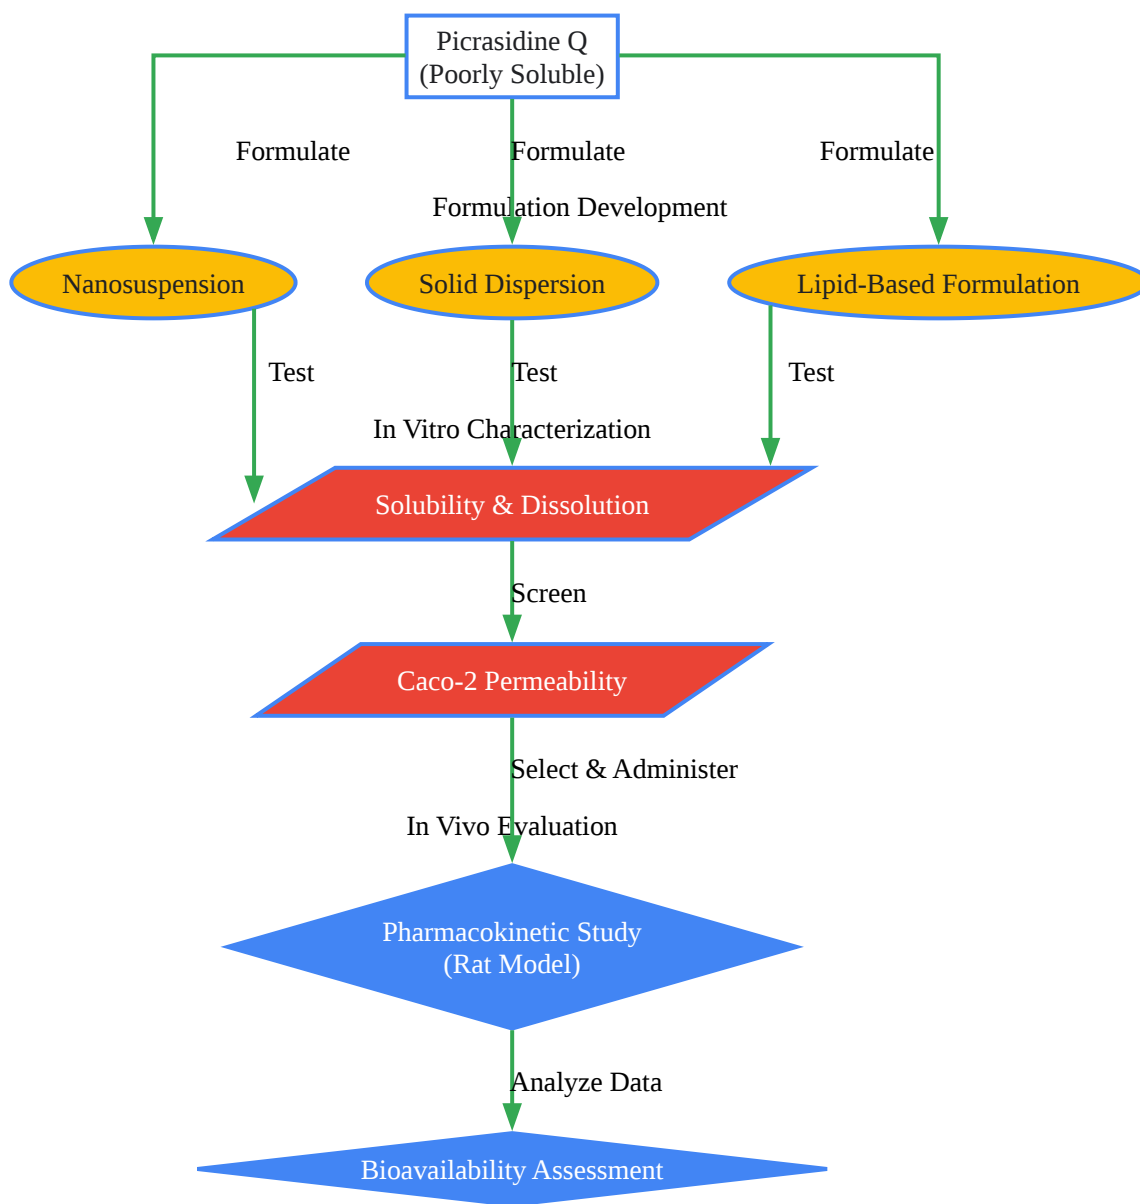 Picrasidine Q
(Poorly Soluble)
Formulate
Formulate
Formulate
Formulation Development
Nanosuspension
Solid Dispersion
Lipid-Based Formulation
Test
Test
Test
In Vitro Characterization
Solubility & Dissolution
Screen
Caco-2 Permeability
Select & Administer
In Vivo Evaluation
Pharmacokinetic Study
(Rat Model)
Analyze Data
Bioavailability Assessment